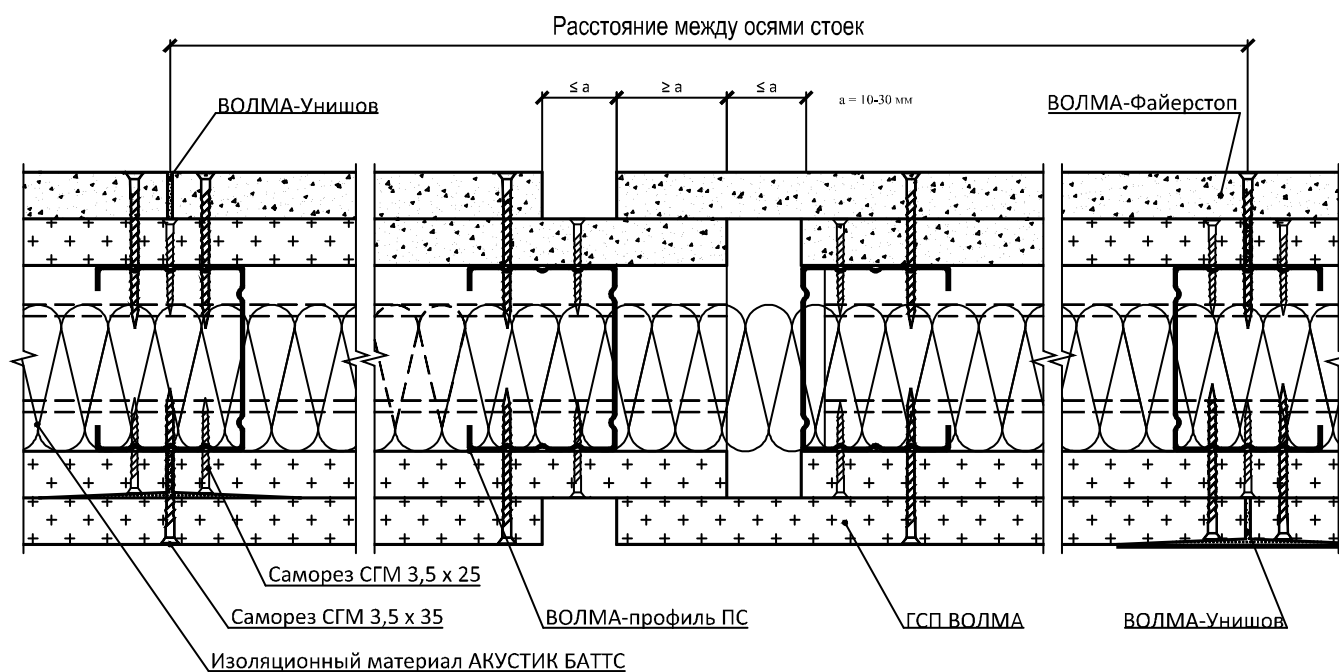 Расстояние между осями стоек
≤ a
≥ a
≤ a
a = 10-30 мм
ВОЛМА-Унишов
ВОЛМА-Файерстоп
Саморез СГМ 3,5 x 25
Саморез СГМ 3,5 x 35
ВОЛМА-профиль ПС
ГСП ВОЛМА
ВОЛМА-Унишов
Изоляционный материал АКУСТИК БАТТС